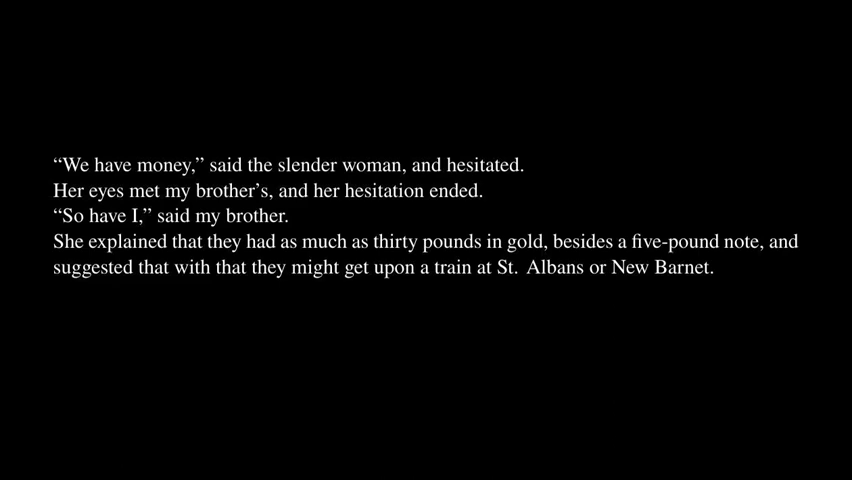 “We have money,” said the slender woman, and hesitated.
Her eyes met my brother’s, and her hesitation ended.
“So have I,” said my brother.
She explained that they had as much as thirty pounds in gold, besides a five-pound note, and
suggested that with that they might get upon a train at St. Albans or New Barnet.